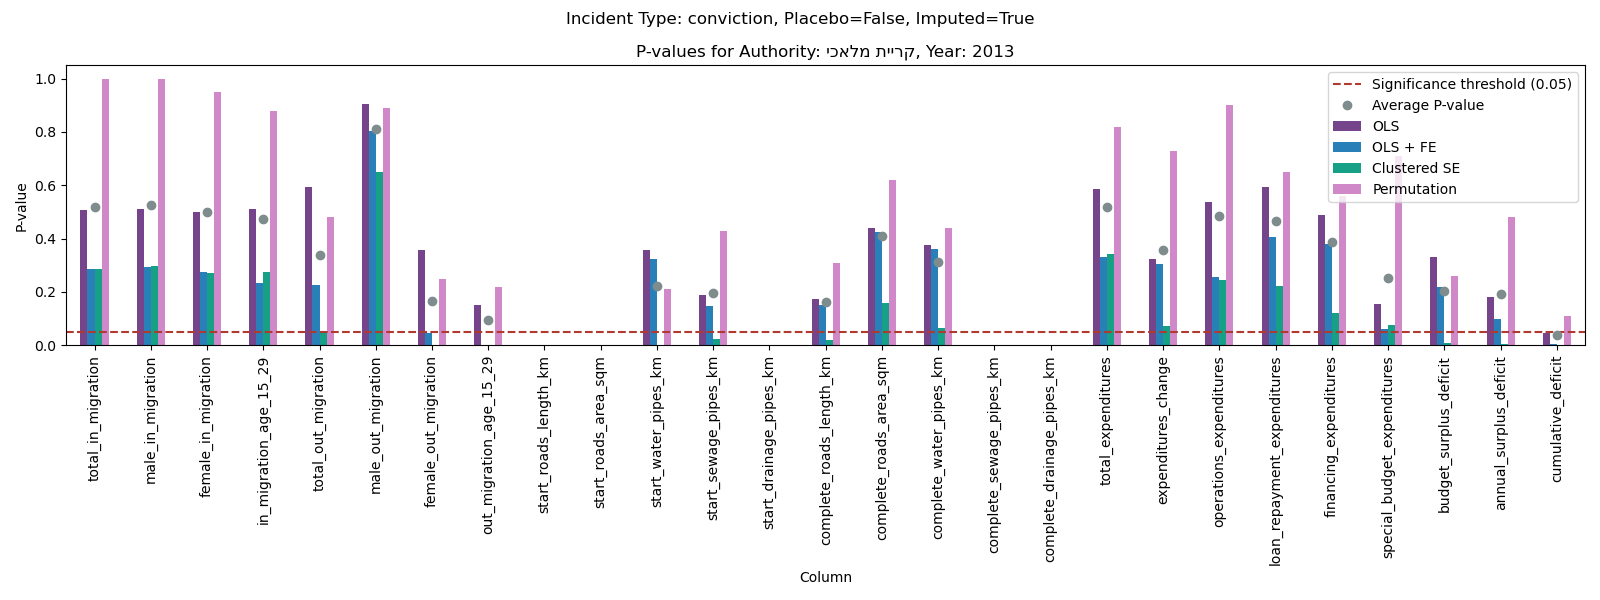 Incident Type: conviction, Placebo=False, Imputed=True
P-values for Authority: יכאלמ תיירק, Year: 2013
Significance threshold (0.05)
Average P-value
OLS
OLS + FE
Clustered SE
Permutation
P-value
1.0
0.8
0.6
0.4
0.2
0.0
total_in_migration
male_in_migration
female_in_migration
in_migration_age_15_29
total_out_migration
male_out_migration
female_out_migration
out_migration_age_15_29
start_roads_length_km
start_roads_area_sqm
start_water_pipes_km
start_sewage_pipes_km
start_drainage_pipes_km
complete_roads_length_km
complete_roads_area_sqm
complete_water_pipes_km
complete_sewage_pipes_km
complete_drainage_pipes_km
total_expenditures
expenditures_change
operations_expenditures
loan_repayment_expenditures
financing_expenditures
special_budget_expenditures
budget_surplus_deficit
annual_surplus_deficit
cumulative_deficit
Column